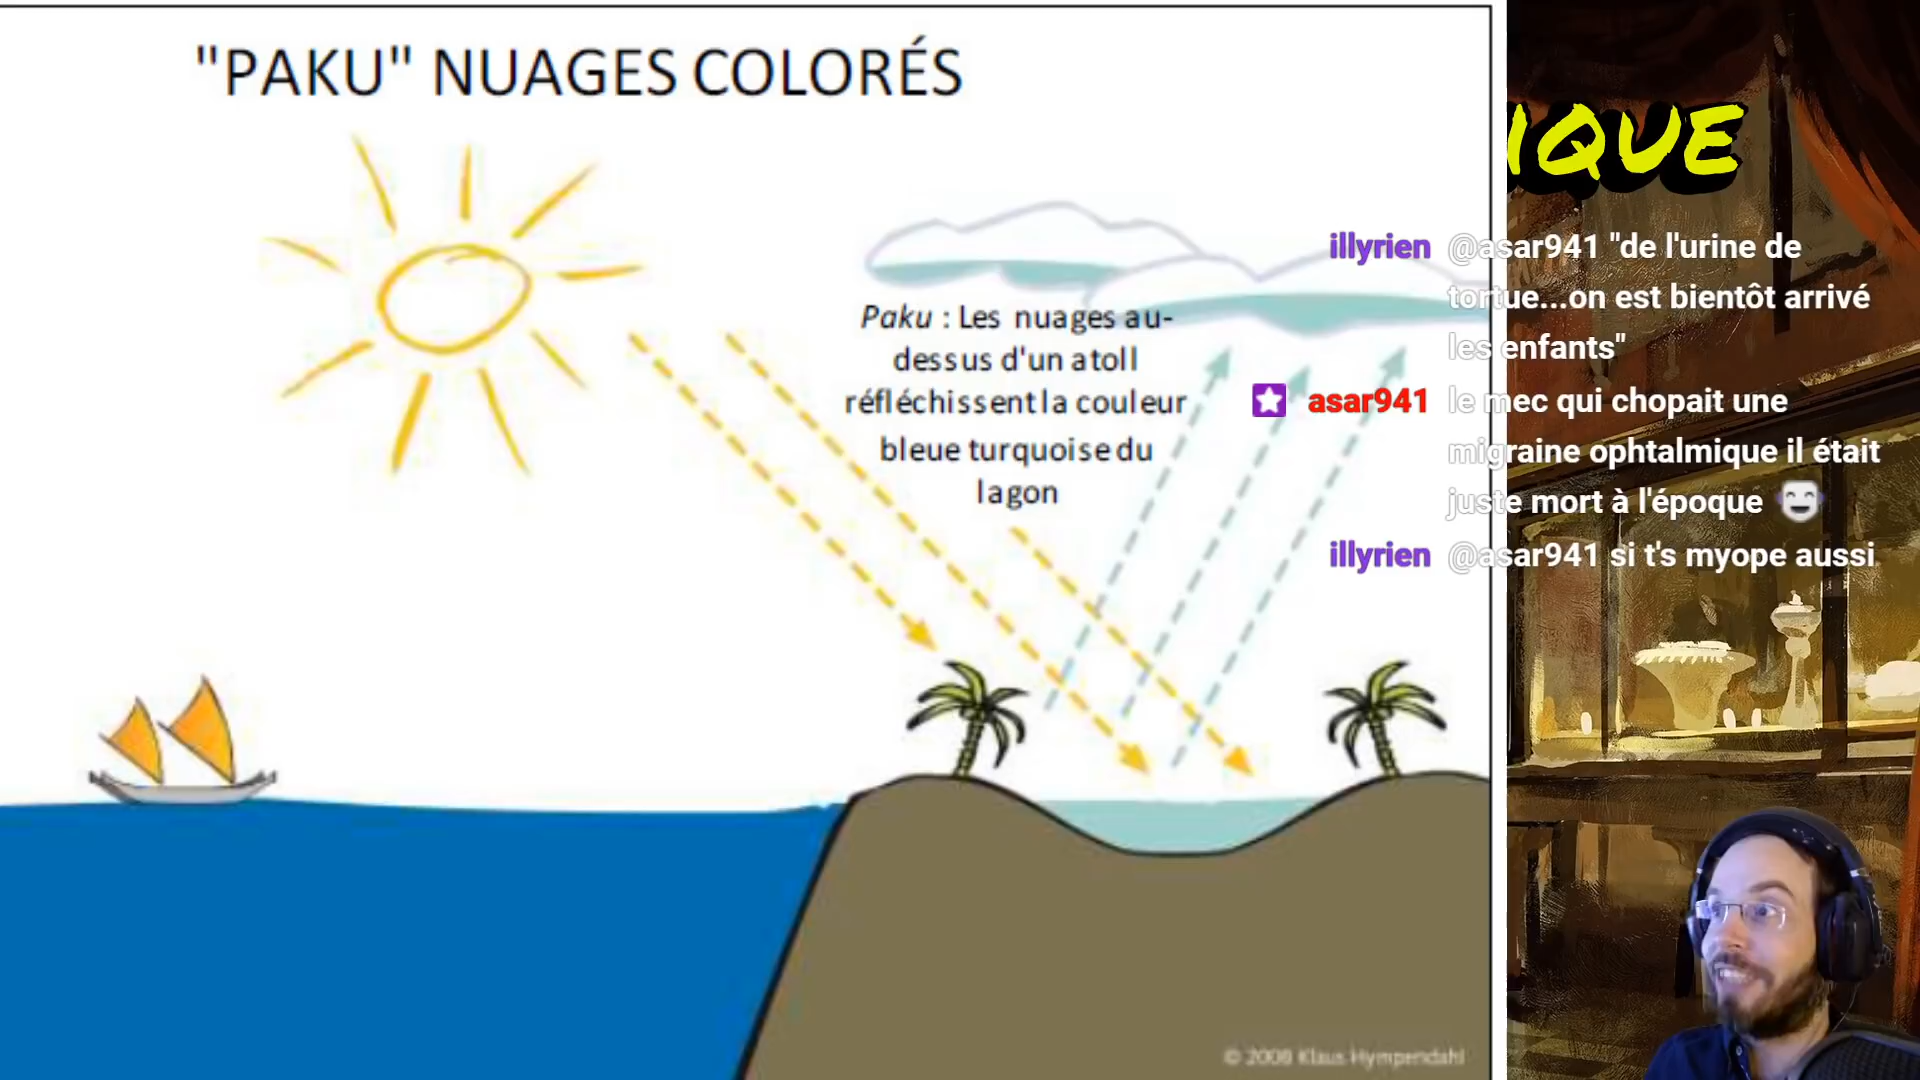 "PAKU" NUAGES COLORÉS
IQUE
Paku : Les nuages au-
dessus d'un atoll
réfléchissent la couleur
bleue turquoise du
lagon
illyrien @asar941 "de l'urine de
tortue...on est bientôt arrivé
les enfants"
asar941 le mec qui chopait une
migraine ophtalmique il était
juste mort à l'époque
illyrien @asar941 si t's myope aussi
© 2008 Klaus Hympendahl